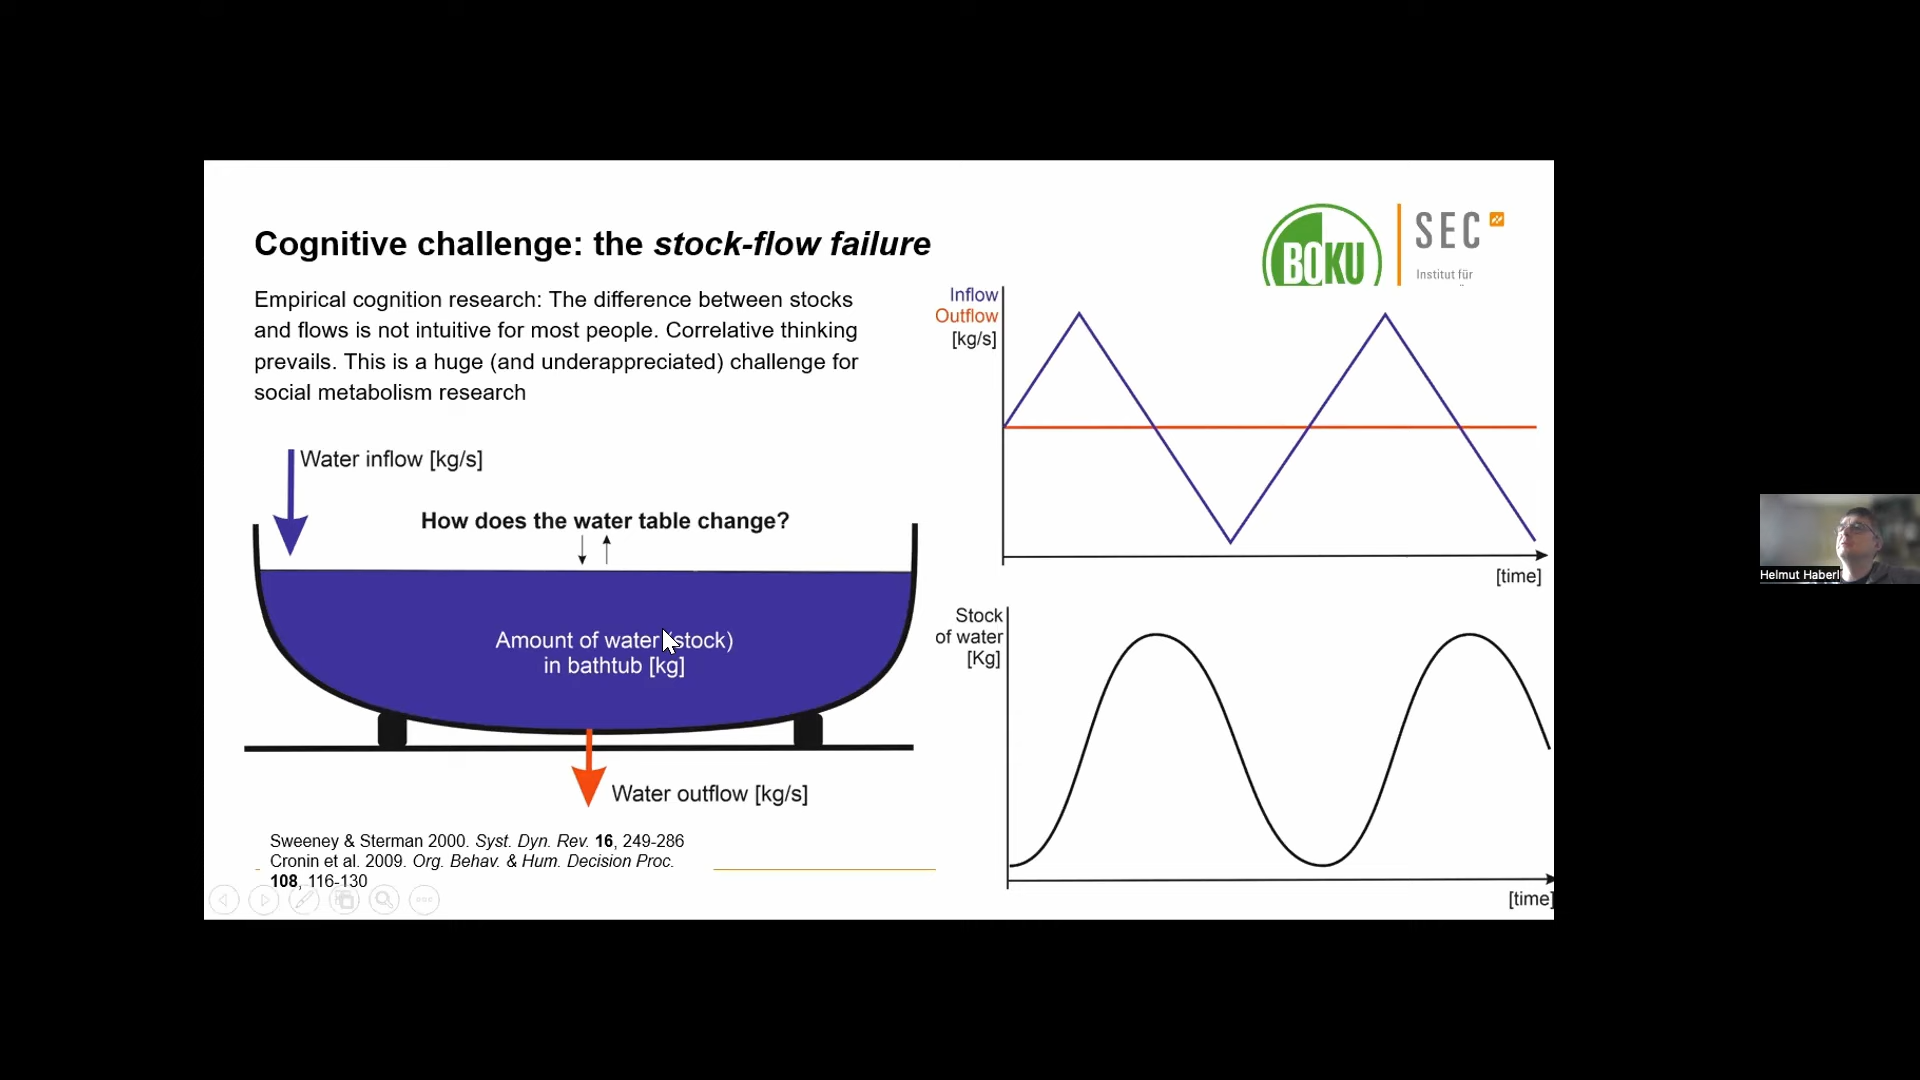 Cognitive challenge: the stock-flow failure
BOKU
SEC
Institut für
Empirical cognition research: The difference between stocks
and flows is not intuitive for most people. Correlative thinking
prevails. This is a huge (and underappreciated) challenge for
social metabolism research
Water inflow [kg/s]
How does the water table change?
Amount of water (stock)
in bathtub [kg]
Water outflow [kg/s]
Sweeney & Sterman 2000. Syst. Dyn. Rev. 16, 249-286
Cronin et al. 2009. Org. Behav. & Hum. Decision Proc.
108, 116-130
Inflow
Outflow
[kg/s]
[time]
Stock
of water
[Kg]
[time]
Helmut Haberl